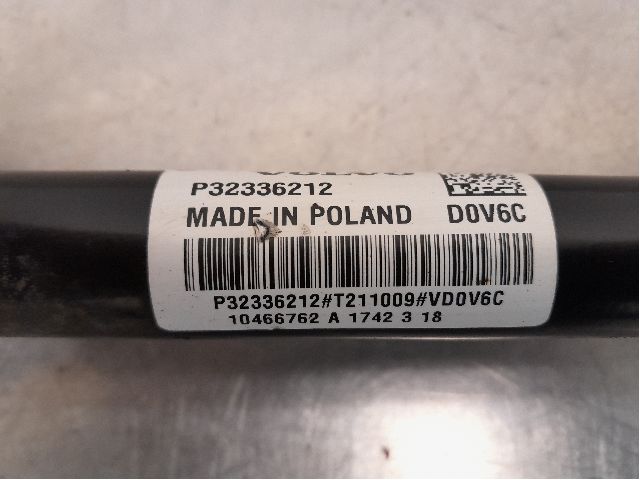 VOLVO
P32336212
MADE IN POLAND D0V6C
P32336212#T211009#VD0V6C
10466762 A 1742 3 18